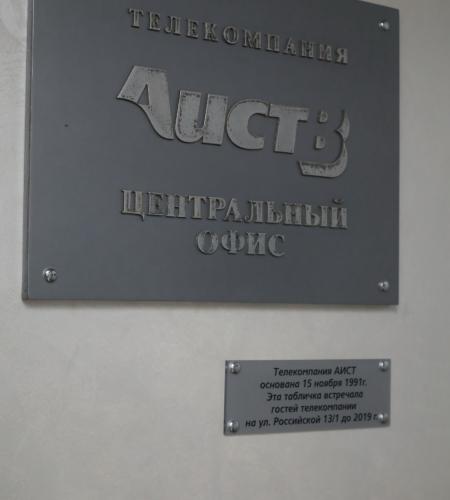 ТЕЛЕКОМПАНИЯ
АИСТВ
ЦЕНТРАЛЬНЫЙ
ОФИС
Телекомпания АИСТ
основана 15 ноября 1991г.
Эта табличка встречала
гостей телекомпании
на ул. Российской 13/1 до 2019 г.